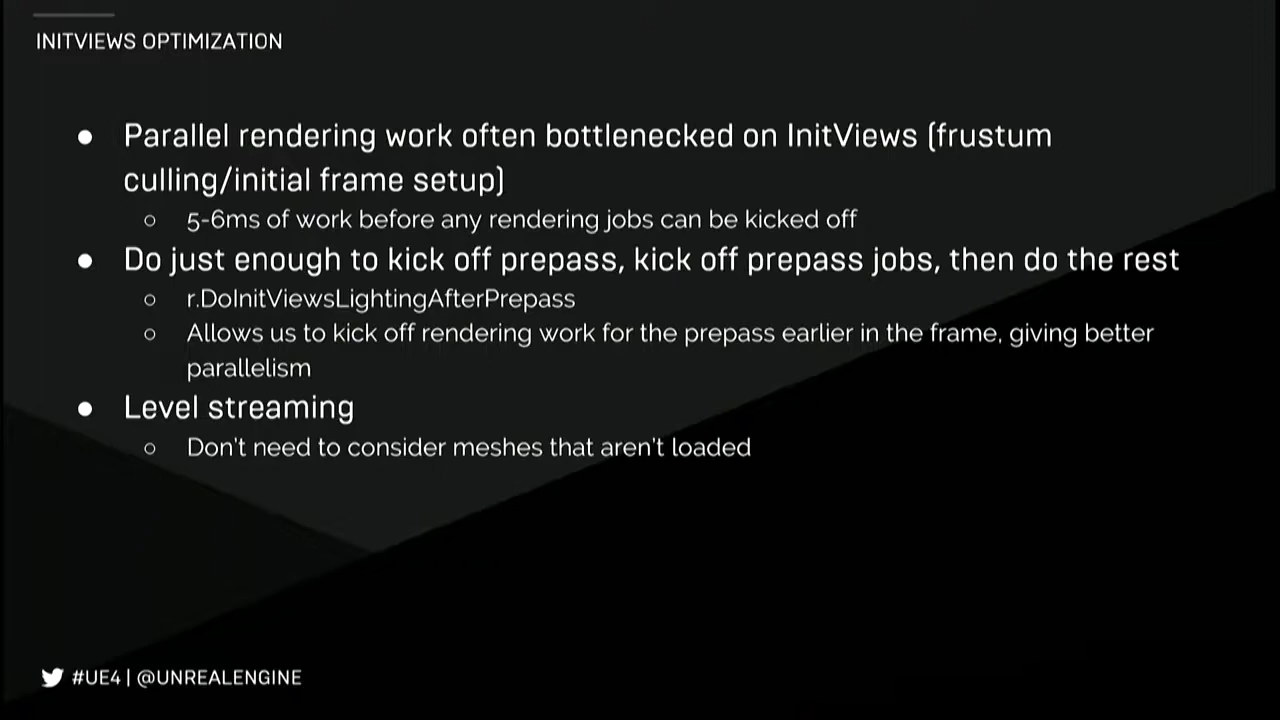 INITVIEWS OPTIMIZATION
● Parallel rendering work often bottlenecked on InitViews (frustum
culling/initial frame setup)
○ 5-6ms of work before any rendering jobs can be kicked off
● Do just enough to kick off prepass, kick off prepass jobs, then do the rest
○ r.DoInitViewsLightingAfterPrepass
○ Allows us to kick off rendering work for the prepass earlier in the frame, giving better
parallelism
● Level streaming
○ Don't need to consider meshes that aren't loaded
#UE4 | @UNREALENGINE